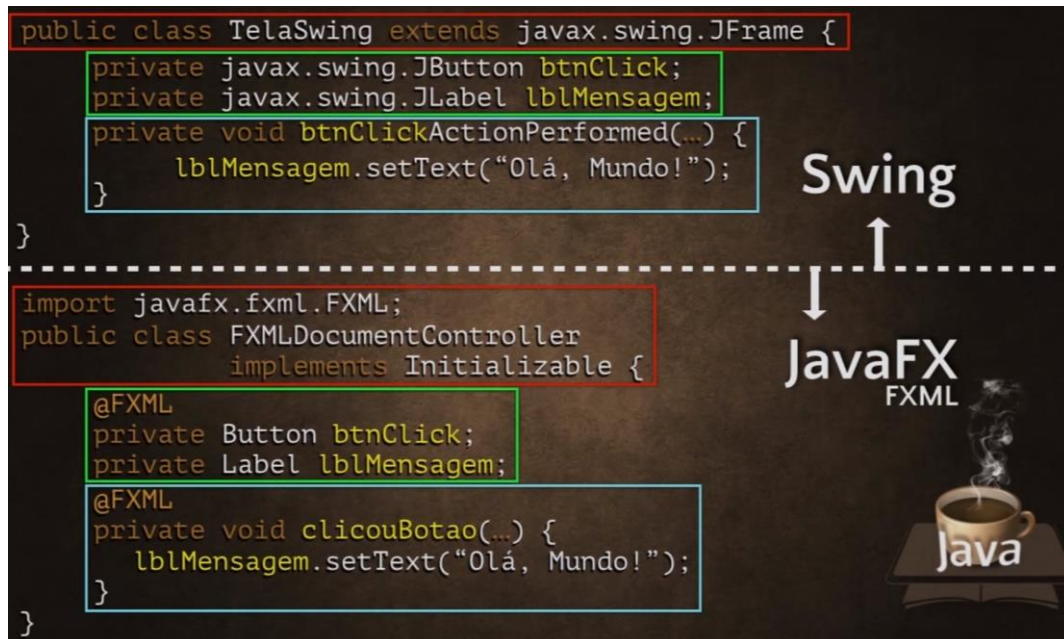 public class TelaSwing extends javax.swing.JFrame {
private javax.swing.JButton btnClick;
private javax.swing.JLabel lblMensagem;
private void btnClickActionPerformed(…) {
lblMensagem.setText(“Olá, Mundo!”);
}
}
Swing
import javafx.fxml.FXML;
public class FXMLDocumentController
implements Initializable {
@FXML
private Button btnClick;
private Label lblMensagem;
@FXML
private void clicouBotao(…) {
lblMensagem.setText(“Olá, Mundo!”);
}
}
JavaFX
FXML
Java